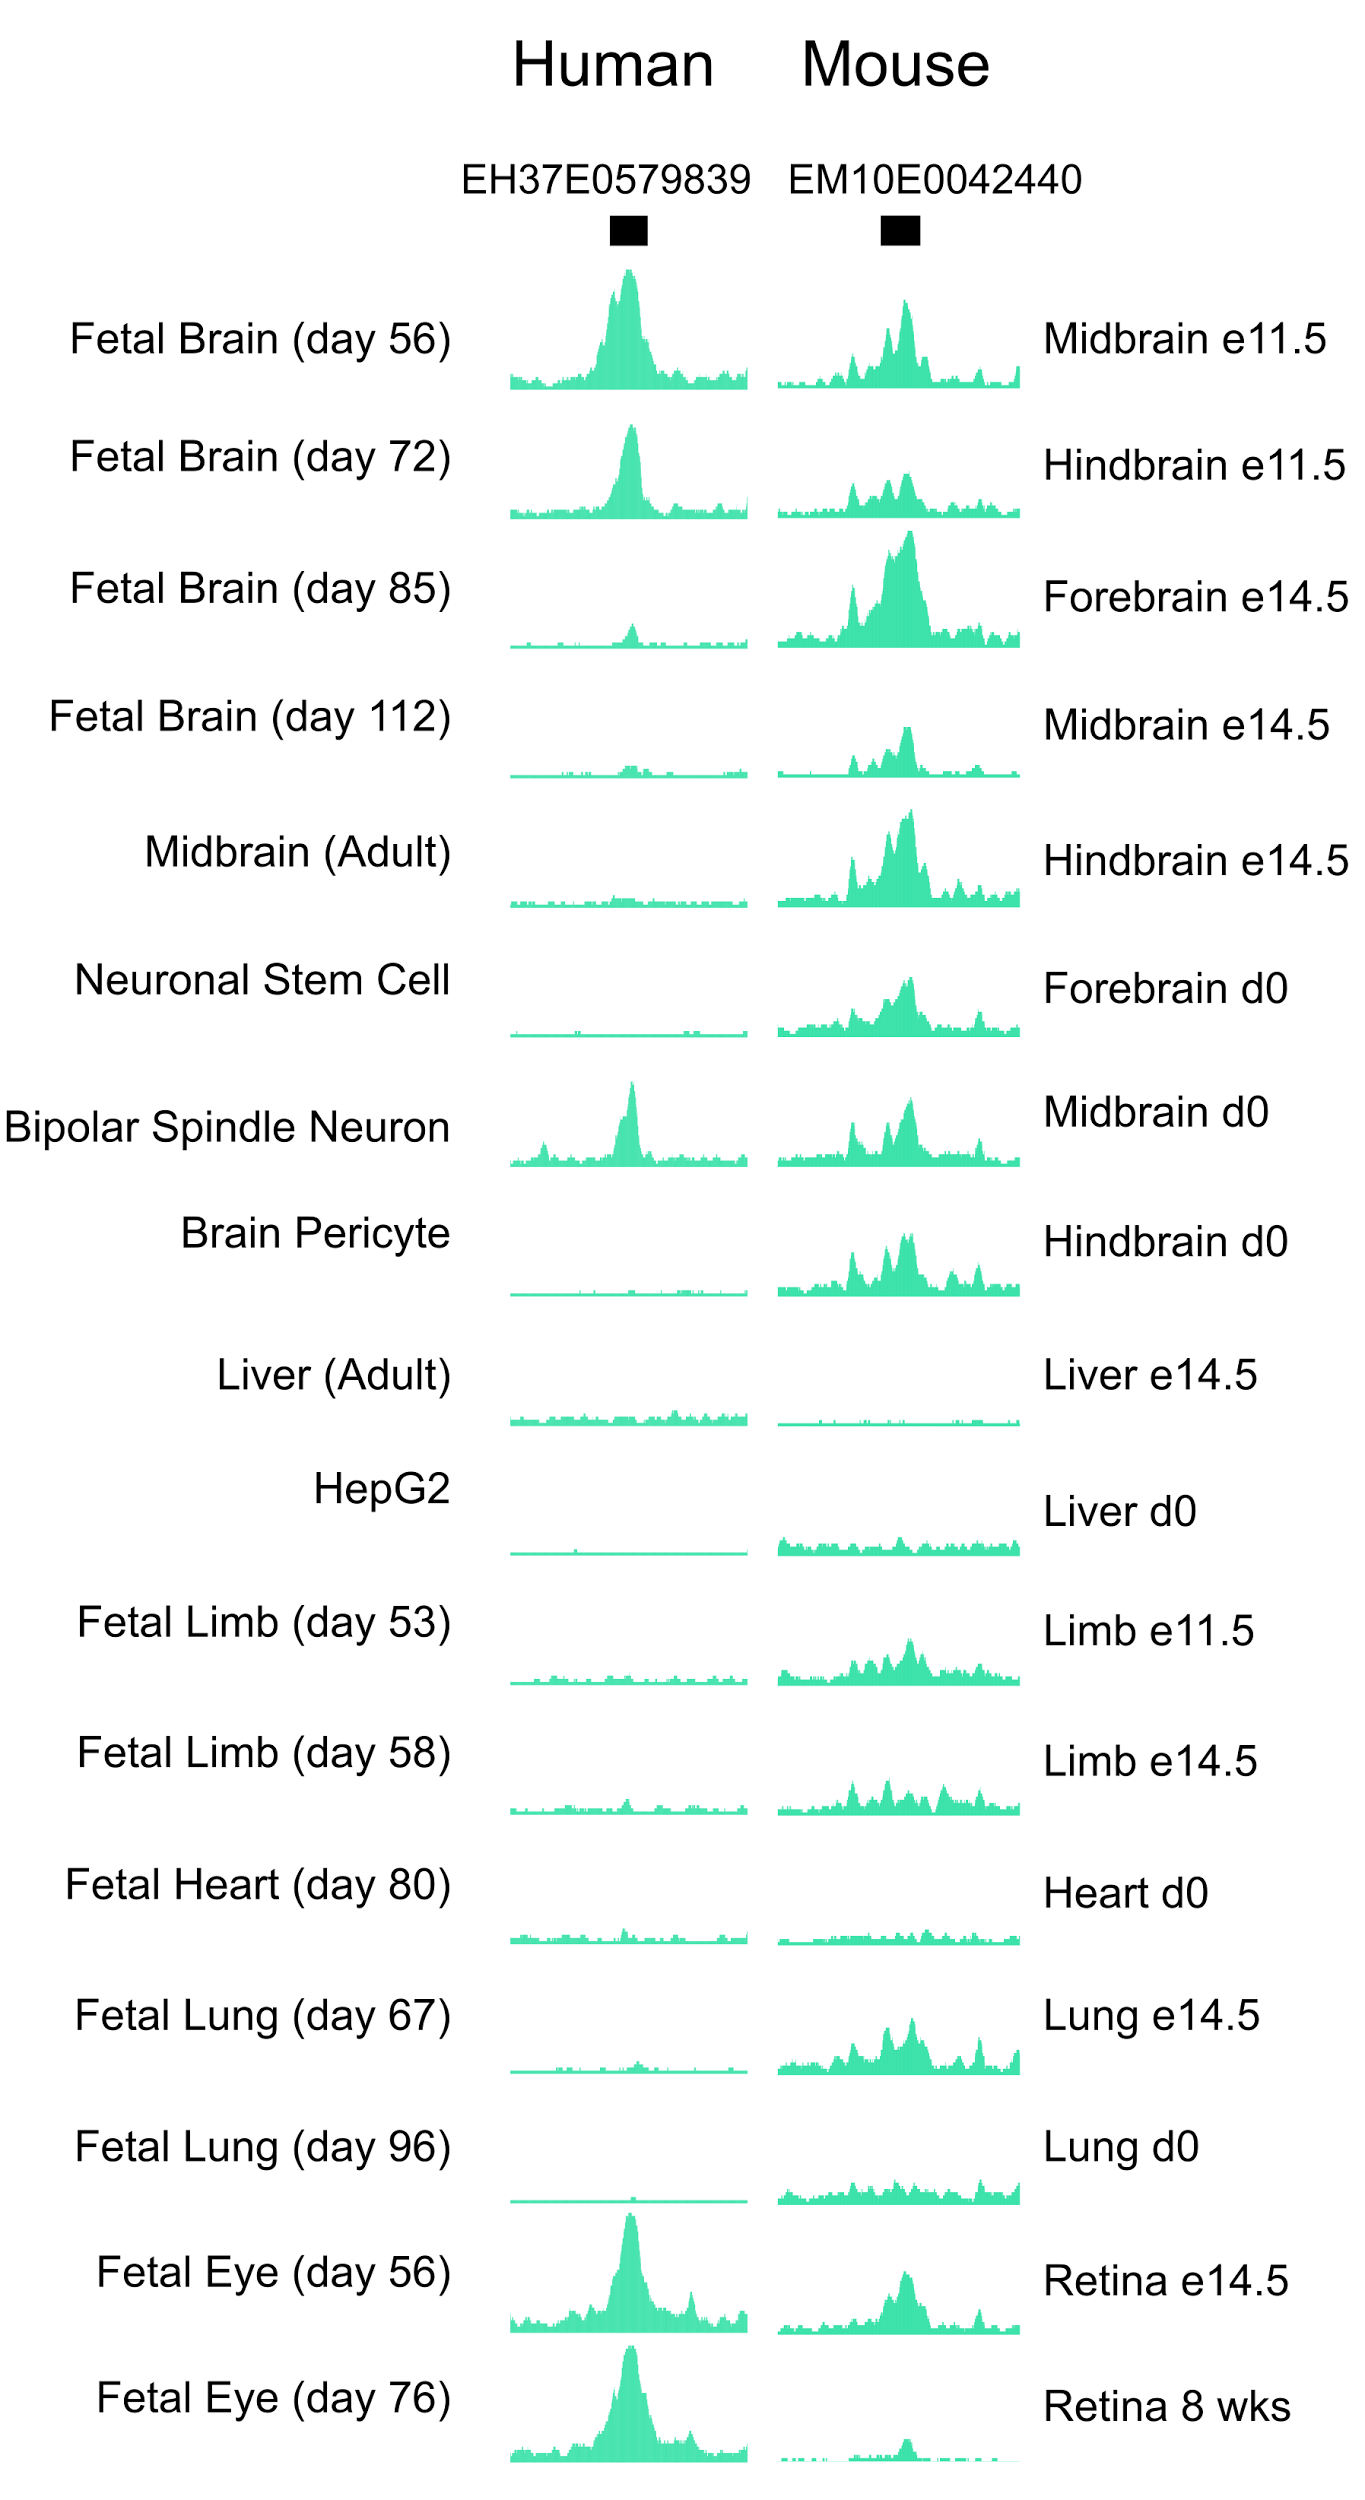 Human Mouse
EH37E0579839 EM10E0042440
Fetal Brain (day 56) Midbrain e11.5
Fetal Brain (day 72) Hindbrain e11.5
Fetal Brain (day 85) Forebrain e14.5
Fetal Brain (day 112) Midbrain e14.5
Midbrain (Adult) Hindbrain e14.5
Neuronal Stem Cell Forebrain d0
Bipolar Spindle Neuron Midbrain d0
Brain Pericyte Hindbrain d0
Liver (Adult) Liver e14.5
HepG2 Liver d0
Fetal Limb (day 53) Limb e11.5
Fetal Limb (day 58) Limb e14.5
Fetal Heart (day 80) Heart d0
Fetal Lung (day 67) Lung e14.5
Fetal Lung (day 96) Lung d0
Fetal Eye (day 56) Retina e14.5
Fetal Eye (day 76) Retina 8 wks